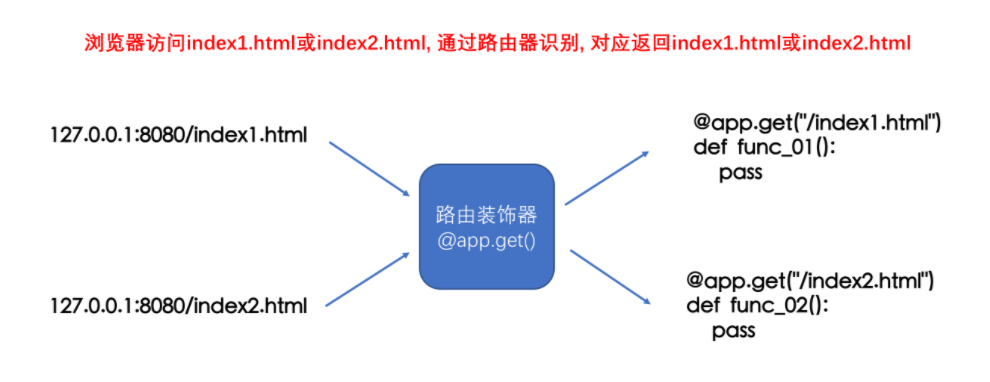 浏览器访问index1.html或index2.html, 通过路由器识别, 对应返回index1.html或index2.html
127.0.0.1:8080/index1.html
@app.get("/index1.html")
def func_01():
pass
路由装饰器
@app.get()
127.0.0.1:8080/index2.html
@app.get("/index2.html")
def func_02():
pass